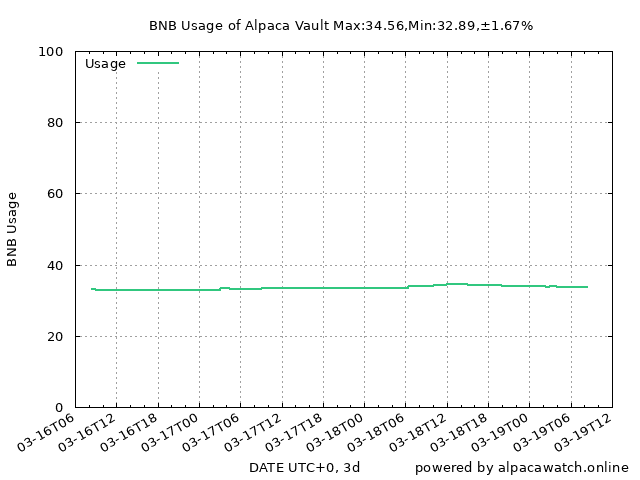 BNB Usage of Alpaca Vault Max:34.56,Min:32.89,±1.67%
Usage
BNB Usage
100
80
60
40
20
0
03-16T06
03-16T12
03-16T18
03-17T00
03-17T06
03-17T12
03-17T18
03-18T00
03-18T06
03-18T12
03-18T18
03-19T00
03-19T06
03-19T12
DATE UTC+0, 3d
powered by alpacawatch.online